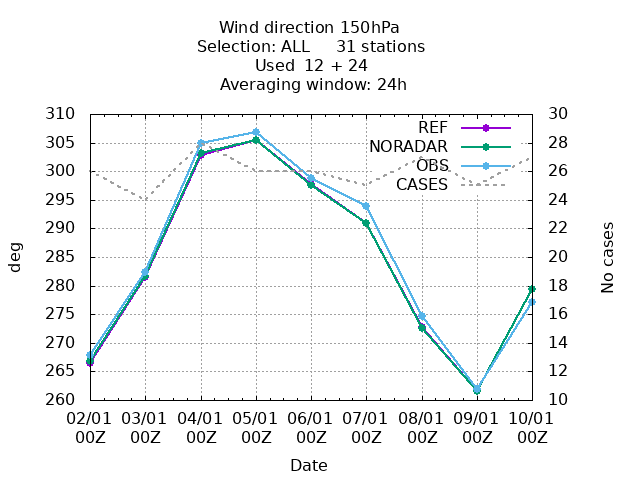 Wind direction 150hPa
Selection: ALL 31 stations
Used 12 + 24
Averaging window: 24h
310 30
REF
305 28
NORADAR
OBS
300 26
CASES
295 24
290 22
285 20
280 18
275 16
270 14
265 12
260 10
deg
No cases
02/01 03/01 04/01 05/01 06/01 07/01 08/01 09/01 10/01
00Z 00Z 00Z 00Z 00Z 00Z 00Z 00Z 00Z
Date